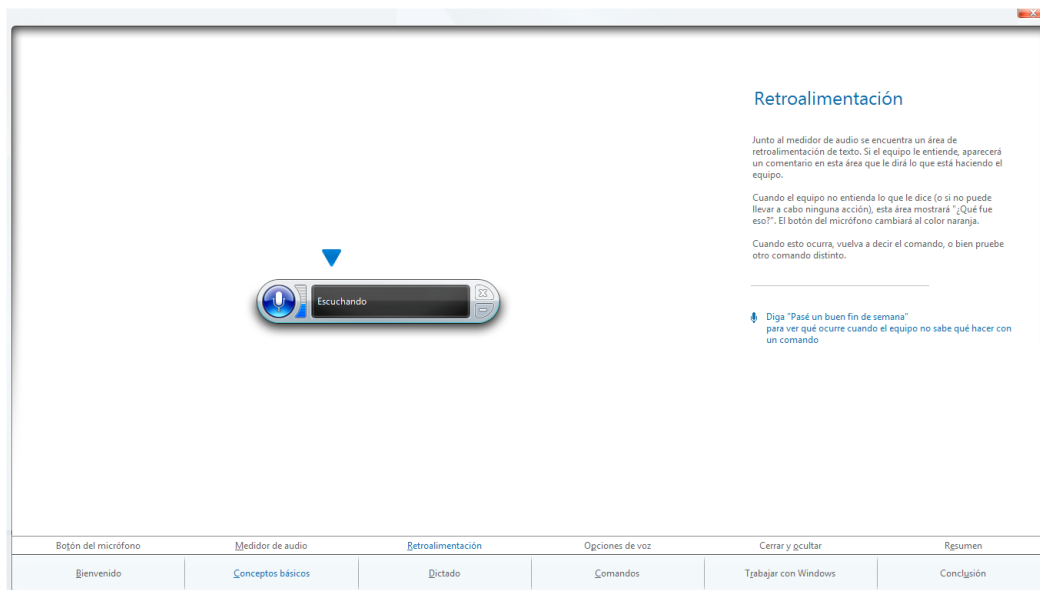 Retroalimentación
Junto al medidor de audio se encuentra un área de
retroalimentación de texto. Si el equipo le entiende, aparecerá
un comentario en esta área que le dirá lo que está haciendo el
equipo.
Cuando el equipo no entienda lo que le dice (o si no puede
llevar a cabo ninguna acción), esta área mostrará "¿Qué fue
eso?". El botón del micrófono cambiará al color naranja.
Cuando esto ocurra, vuelva a decir el comando, o bien pruebe
otro comando distinto.
Escuchando
Diga "Pasé un buen fin de semana"
para ver qué ocurre cuando el equipo no sabe qué hacer con
un comando
Botón del micrófono Medidor de audio Retroalimentación Opciones de voz Cerrar y ocultar Resumen
Bienvenido Conceptos básicos Dictado Comandos Trabajar con Windows Conclusión